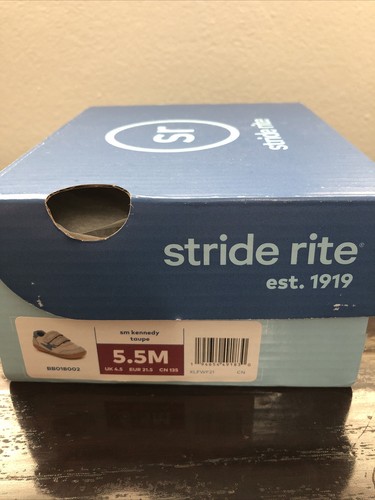 sr
stride rite
stride rite
est. 1919
sm kennedy
taupe
5.5M
UK 4.5 EUR 21.5 CN 135
BB018002